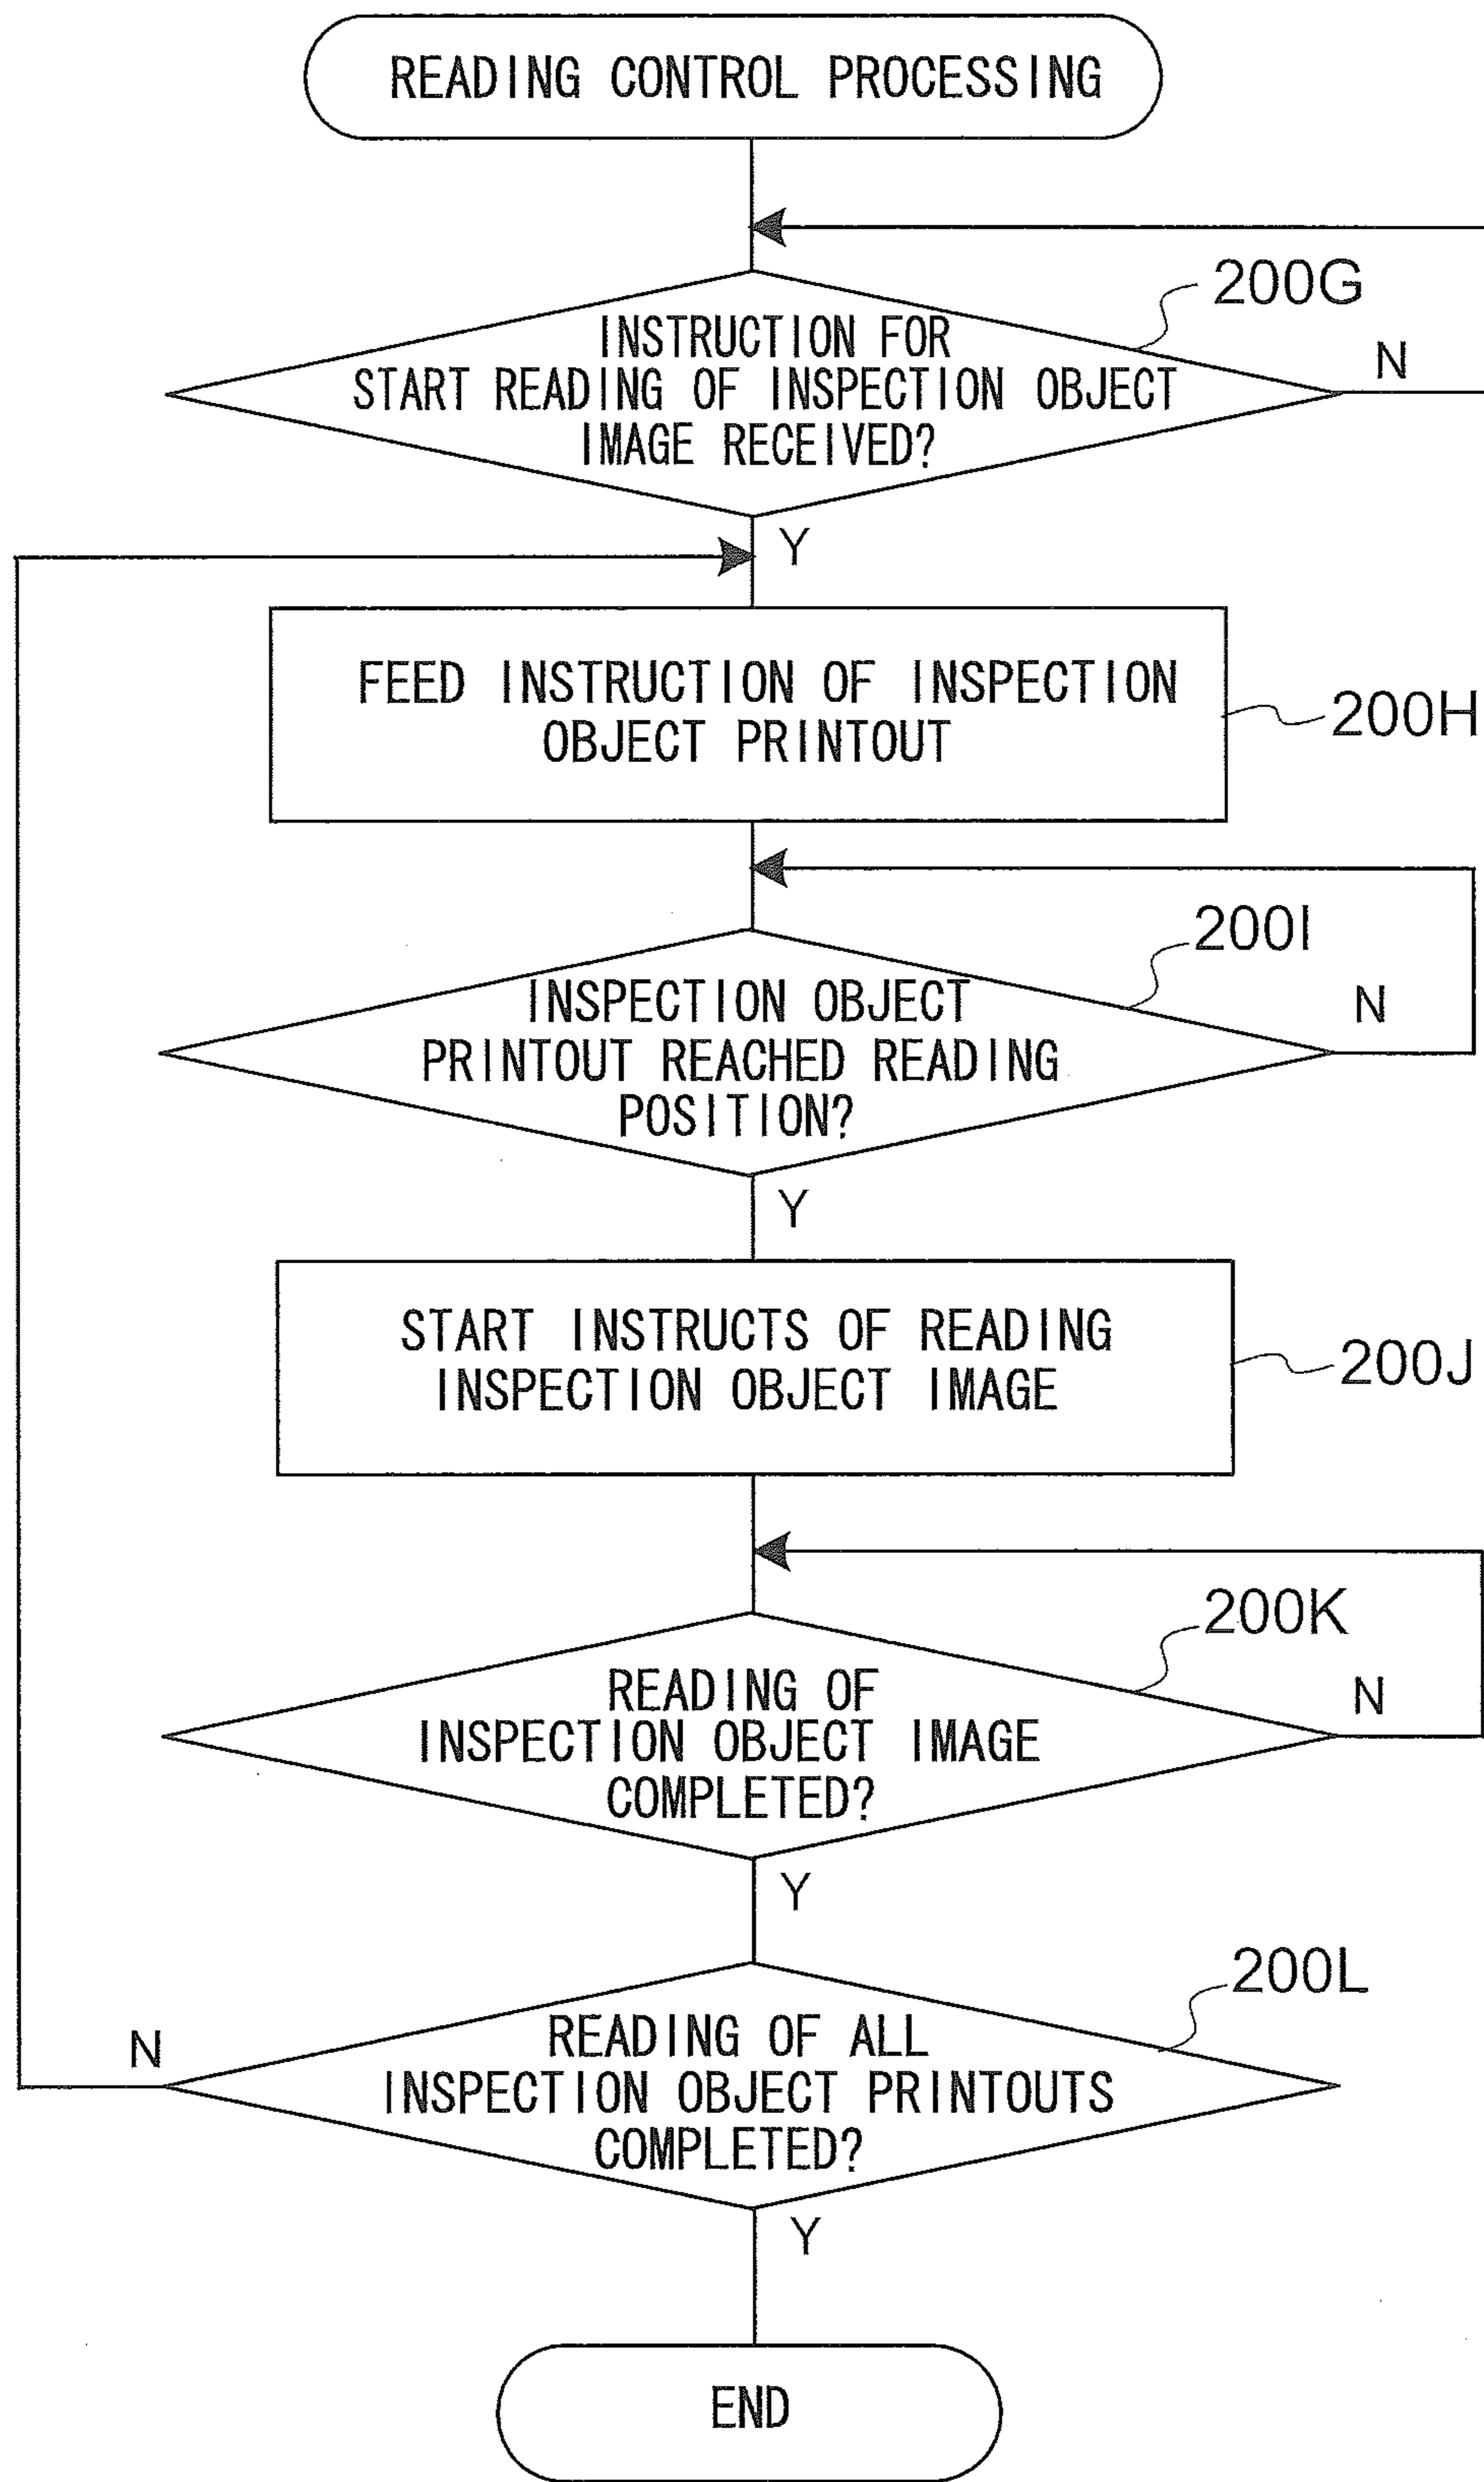 READING CONTROL PROCESSING
200G
INSTRUCTION FOR
START READING OF INSPECTION OBJECT
IMAGE RECEIVED?
N
Y
FEED INSTRUCTION OF INSPECTION
OBJECT PRINTOUT
200H
200I
INSPECTION OBJECT
PRINTOUT REACHED READING
POSITION?
N
Y
START INSTRUCTS OF READING
INSPECTION OBJECT IMAGE
200J
200K
READING OF
INSPECTION OBJECT IMAGE
COMPLETED?
N
Y
200L
READING OF ALL
INSPECTION OBJECT PRINTOUTS
COMPLETED?
N
Y
END